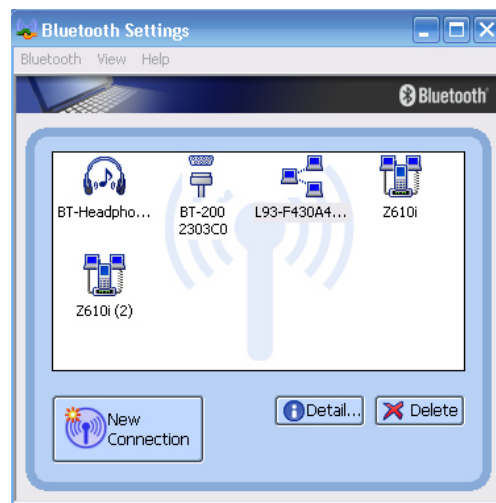 Bluetooth Settings
Bluetooth View Help
Bluetooth
BT-Headpho... BT-200 L93-F430A4... Z610i
2303C0
Z610i (2)
New
Connection
Detail... Delete